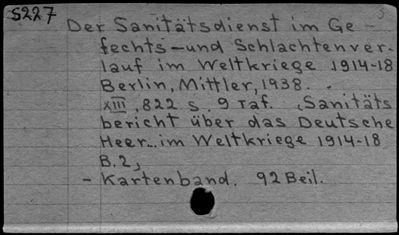 5227
Der Sanitätsdienst im Ge-
fechts-und Schlachtenver-
lauf im Weltkriege 1914-18
Berlin, Mittler, 1938.
XIII, 822 S. 9 Taf. (Sanitäts
bericht über das Deutsche
Heer... im Weltkriege 1914-18
B.2,
- Kartenband. 92 Beil.